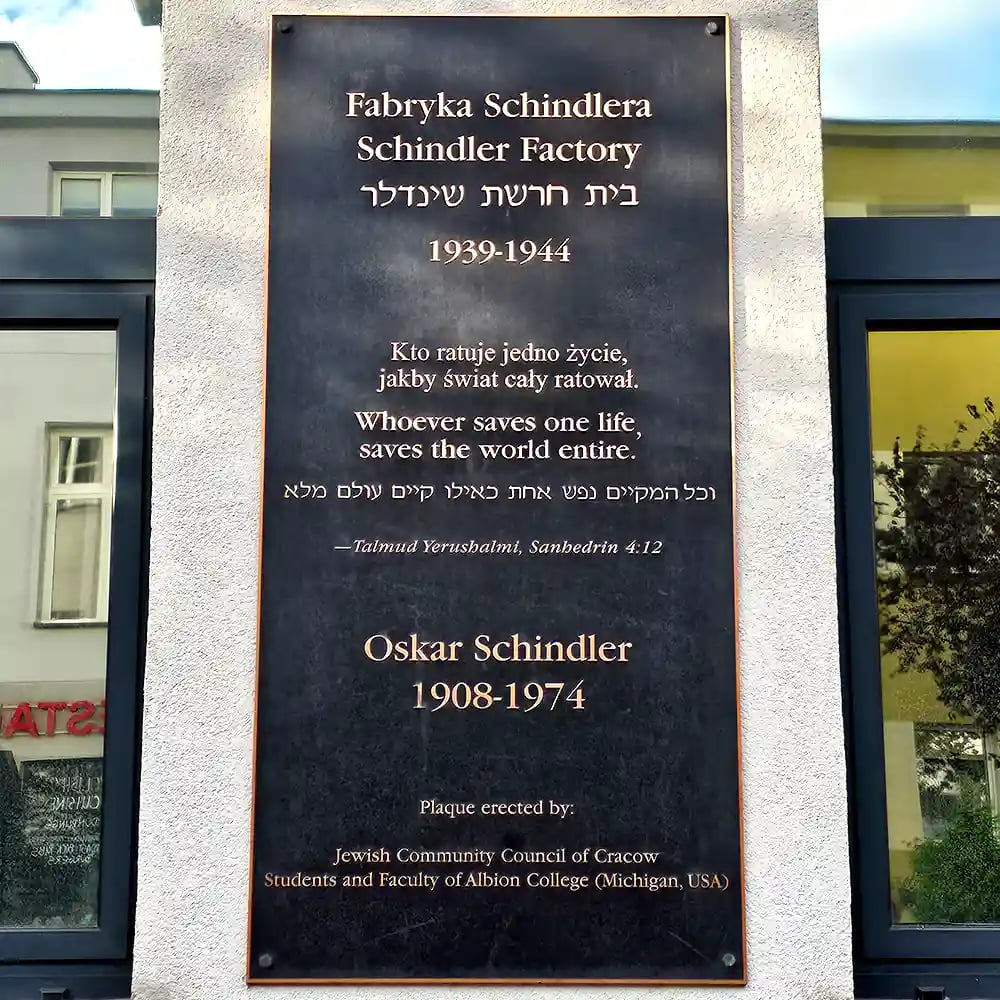 Fabryka Schindlera
Schindler Factory
בית חרשת שינדלר
1939-1944
Kto ratuje jedno życie,
jakby świat cały ratował.
Whoever saves one life,
saves the world entire.
וכל המקיים נפש אחת כאילו קיים עולם מלא
—Talmud Yerushalmi, Sanhedrin 4:12
Oskar Schindler
1908-1974
Plaque erected by:
Jewish Community Council of Cracow
Students and Faculty of Albion College (Michigan, USA)
CUISINE